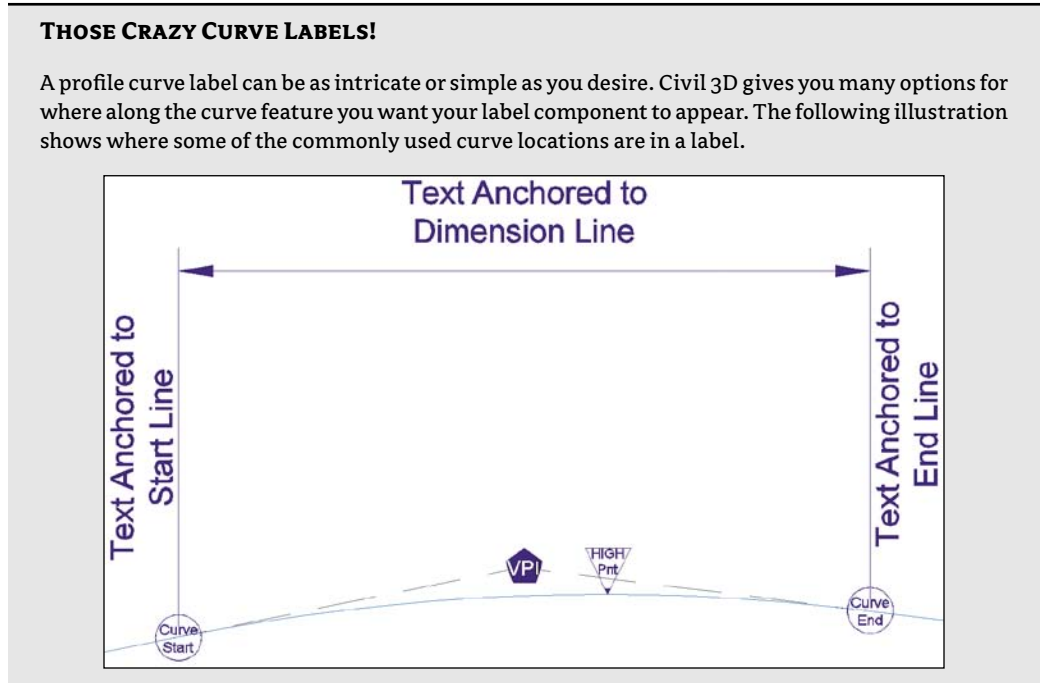 THOSE CRAZY CURVE LABELS!
A profile curve label can be as intricate or simple as you desire. Civil 3D gives you many options for
where along the curve feature you want your label component to appear. The following illustration
shows where some of the commonly used curve locations are in a label.
Text Anchored to
Dimension Line
Text Anchored to
Start Line
Text Anchored to
End Line
VPI
HIGH
Pnt
Curve
Start
Curve
End